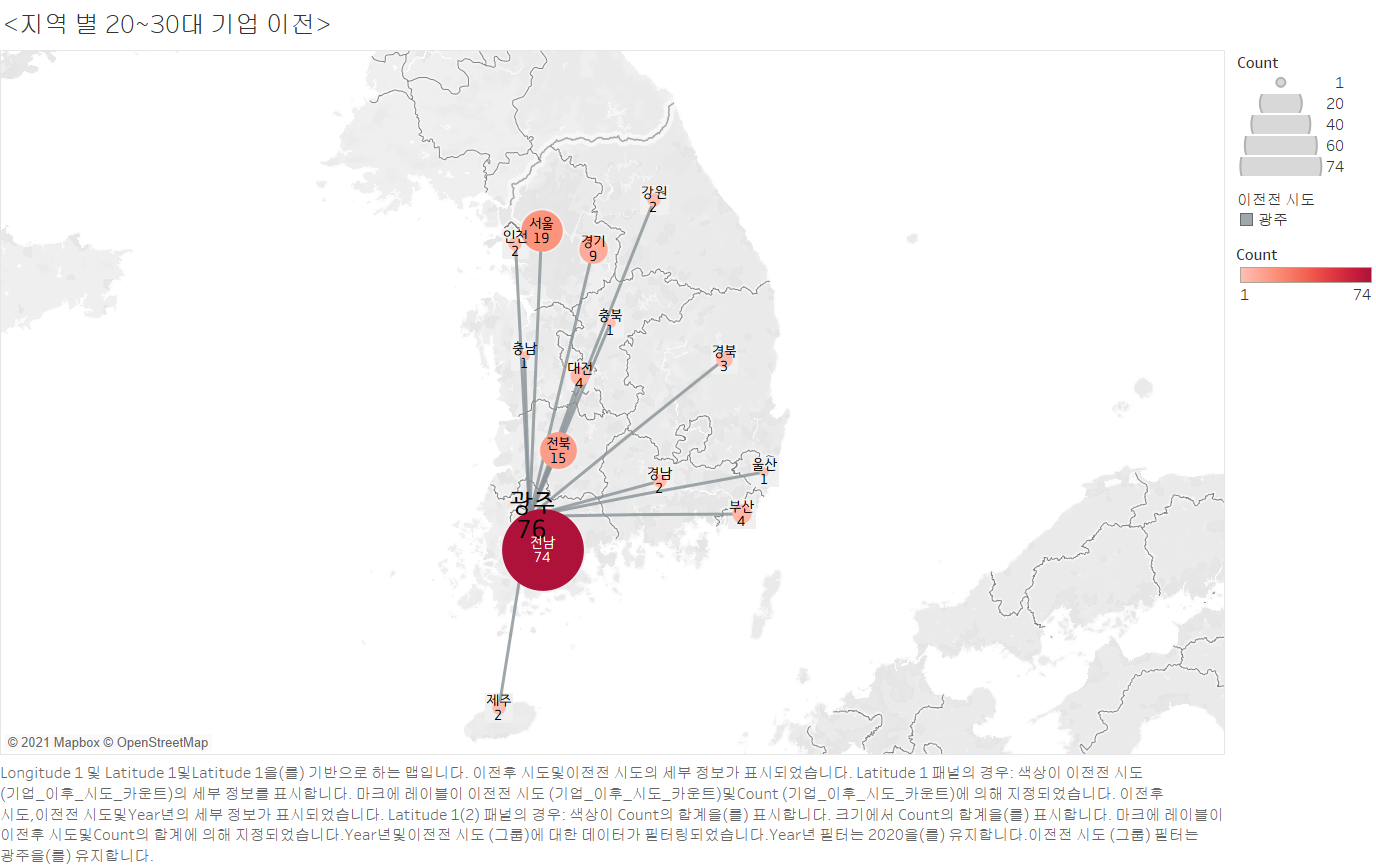 <지역 별 20~30대 기업 이전>
Count
1
20
40
60
74
이전전 시도
광주
Count
1 74
강원
2
서울
19
인천
2
경기
9
충북
1
충남
1
대전
4
경북
3
전북
15
경남
2
울산
1
부산
4
광주
76
전남
74
제주
2
© 2021 Mapbox © OpenStreetMap
Longitude 1 및 Latitude 1및Latitude 1을(를) 기반으로 하는 맵입니다. 이전후 시도및이전전 시도의 세부 정보가 표시되었습니다. Latitude 1 패널의 경우: 색상이 이전전 시도
(기업_이후_시도_카운트)의 세부 정보를 표시합니다. 마크에 레이블이 이전전 시도 (기업_이후_시도_카운트)및Count (기업_이후_시도_카운트)에 의해 지정되었습니다. 이전후
시도,이전전 시도및Year년의 세부 정보가 표시되었습니다. Latitude 1(2) 패널의 경우: 색상이 Count의 합계을(를) 표시합니다. 크기에서 Count의 합계을(를) 표시합니다. 마크에 레이블이
이전후 시도및Count의 합계에 의해 지정되었습니다.Year년및이전전 시도 (그룹)에 대한 데이터가 필터링되었습니다.Year년 필터는 2020을(를) 유지합니다.이전전 시도 (그룹) 필터는
광주을(를) 유지합니다.